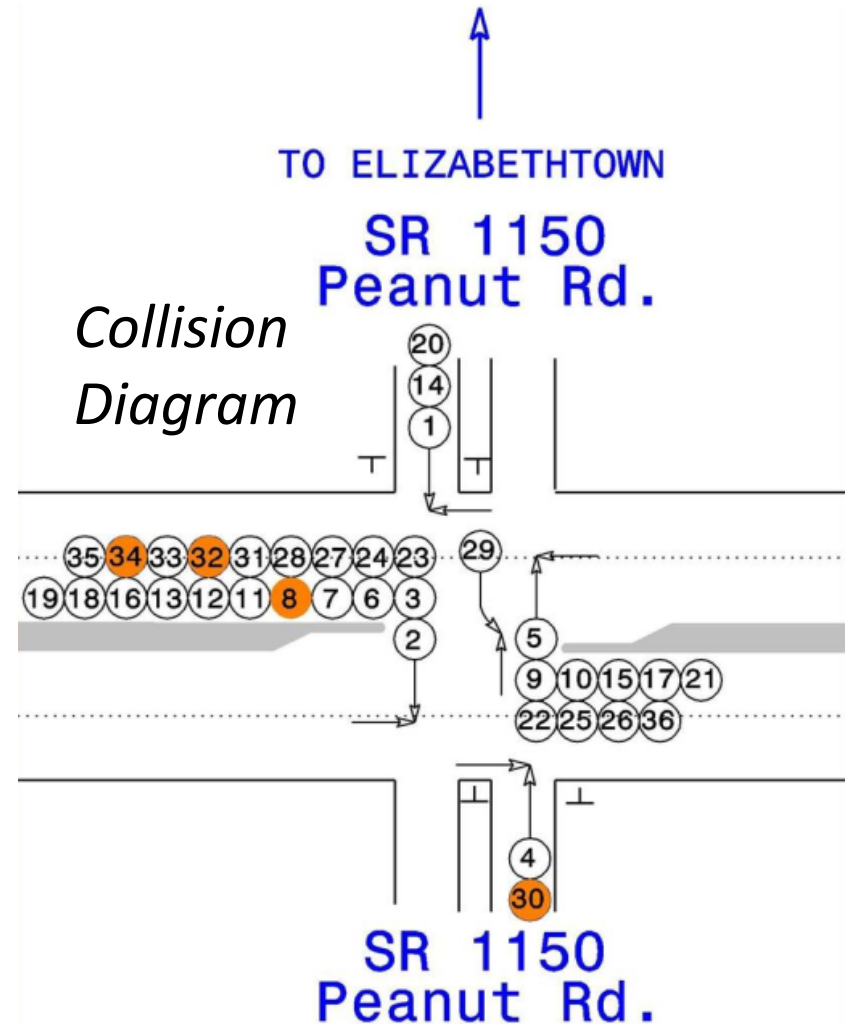 TO ELIZABETHTOWN
SR 1150
Peanut Rd.
Collision
Diagram
20
14
1
35 34 33 32 31 28 27 24 23
29
19 18 16 13 12 11 8 7 6 3
2
5
9 10 15 17 21
22 25 26 36
4
30
SR 1150
Peanut Rd.